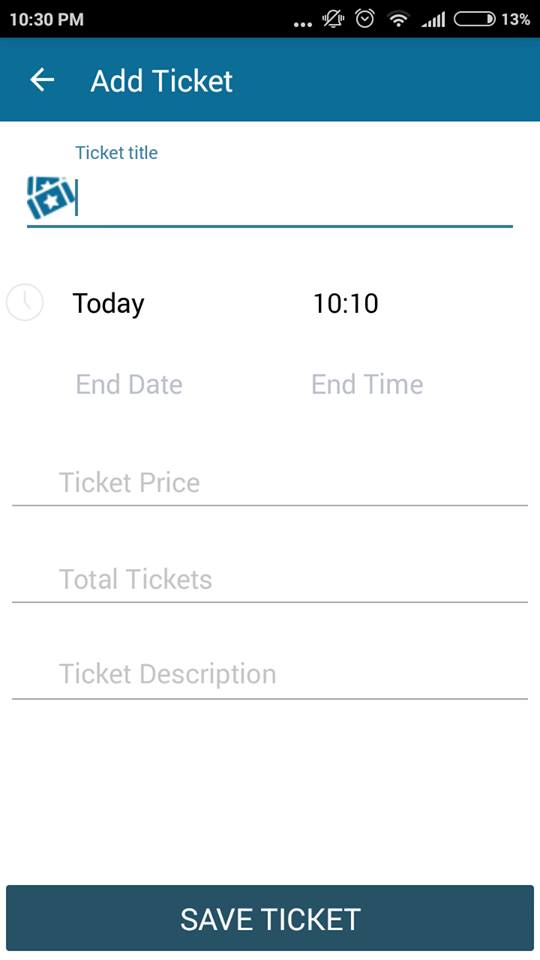 10:30 PM ... 13%
Add Ticket
Ticket title
Today 10:10
End Date End Time
Ticket Price
Total Tickets
Ticket Description
SAVE TICKET